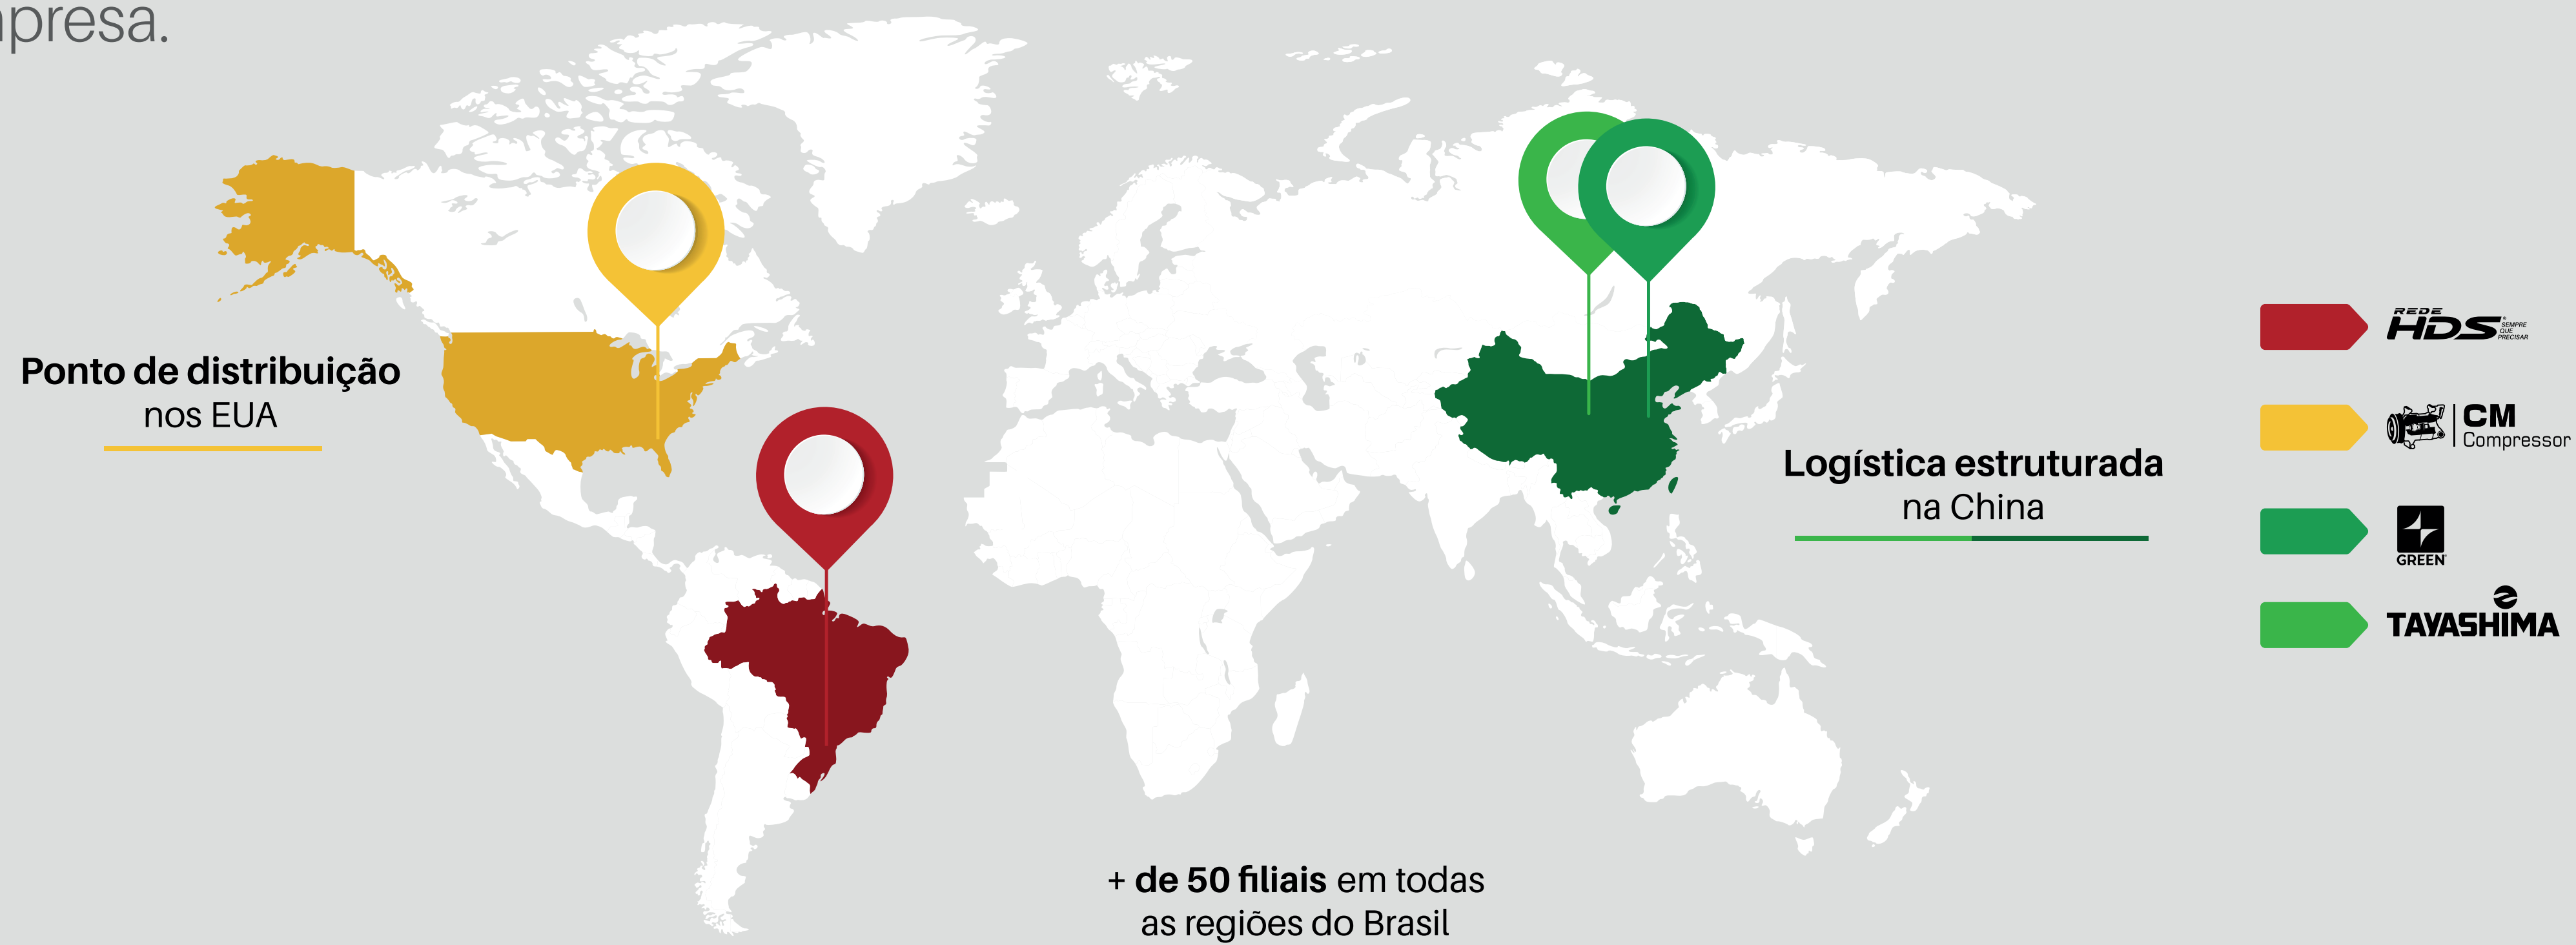 mpresa.
Ponto de distribuição
nos EUA
Logística estruturada
na China
+ de 50 filiais em todas
as regiões do Brasil
REDE
HDS
SEMPRE
QUE
PRECISAR
CM
Compressor
GREEN
TAYASHIMA